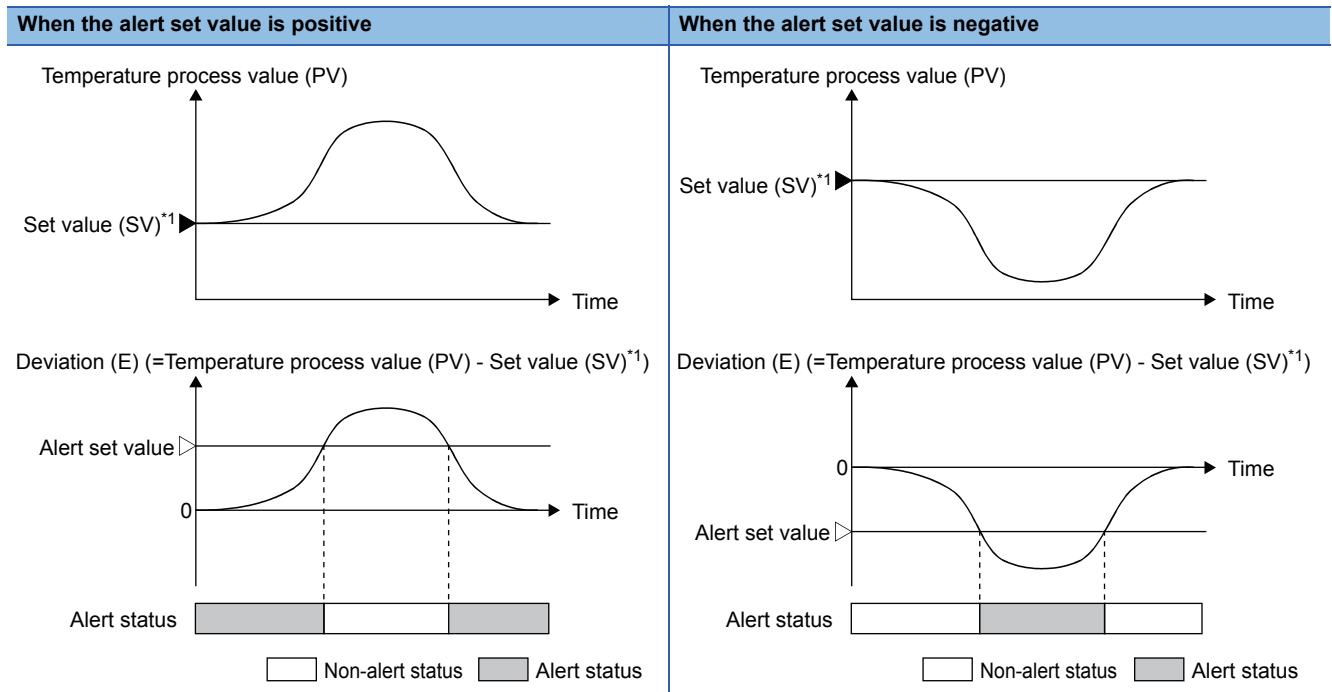 When the alert set value is positive
When the alert set value is negative
Temperature process value (PV)
Set value (SV)*1
Time
Deviation (E) (=Temperature process value (PV) - Set value (SV)*1)
Alert set value
0
Time
Alert status
Non-alert status
Alert status
Temperature process value (PV)
Set value (SV)*1
Time
Deviation (E) (=Temperature process value (PV) - Set value (SV)*1)
0
Time
Alert set value
Alert status
Non-alert status
Alert status